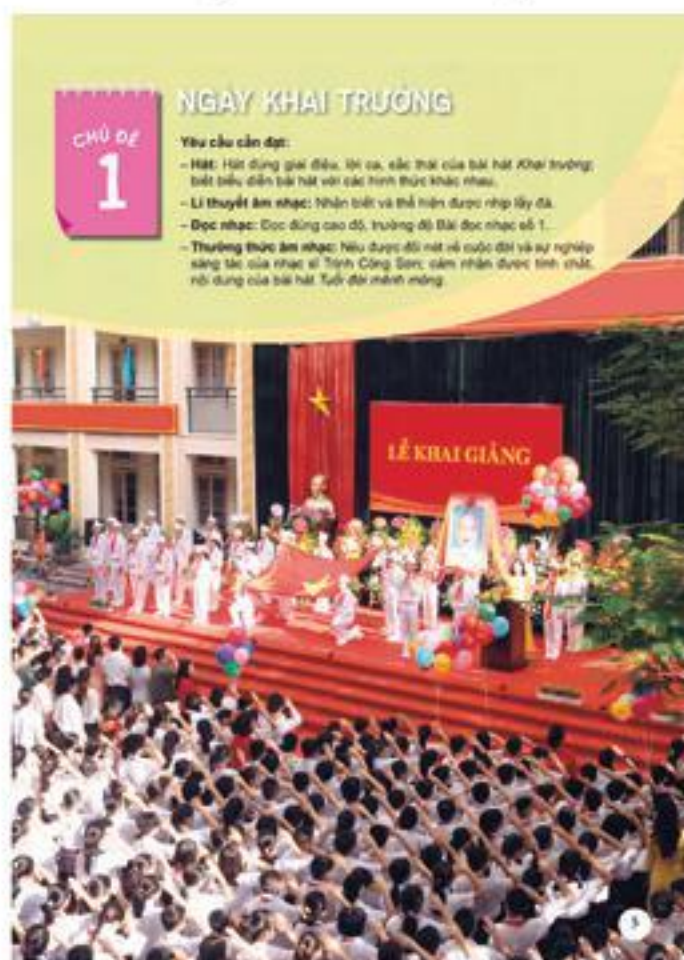 CHỦ ĐỀ
1
NGÀY KHAI TRƯỜNG
Yêu cầu cần đạt:
– Hát: Hát đúng giai điệu, lời ca, sắc thái của bài hát Khai trường;
biết biểu diễn bài hát với các hình thức khác nhau.
– Lí thuyết âm nhạc: Nhận biết và thể hiện được nhịp lấy đà.
– Đọc nhạc: Đọc đúng cao độ, trường độ Bài đọc nhạc số 1.
– Thường thức âm nhạc: Nêu được đôi nét về cuộc đời và sự nghiệp
sáng tác của nhạc sĩ Trịnh Công Sơn; cảm nhận được tính chất,
nội dung của bài hát Tuổi đời mênh mông.
LỄ KHAI GIẢNG